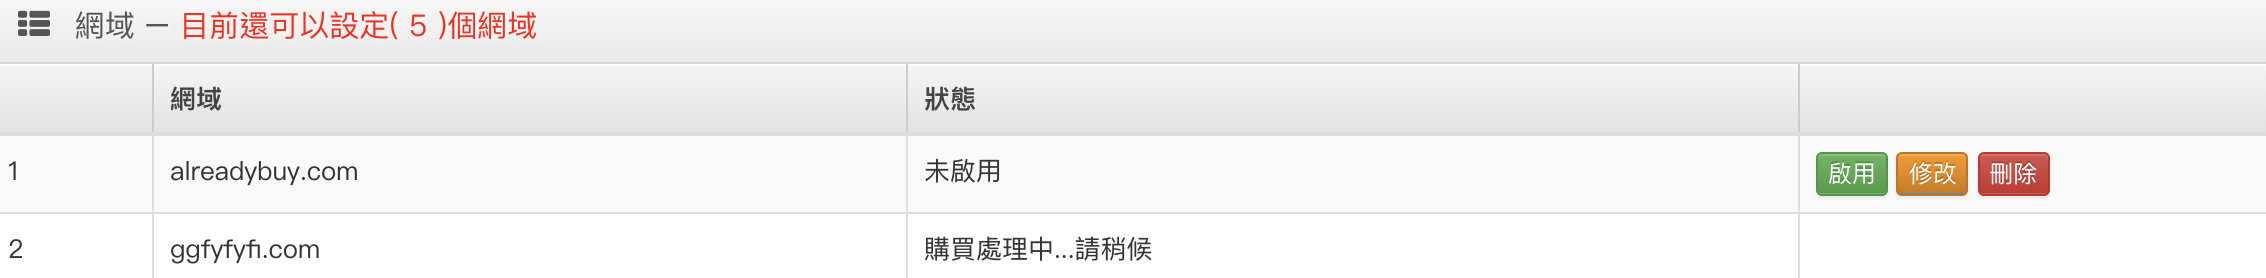 網域 — 目前還可以設定( 5 )個網域
網域 狀態
1 alreadybuy.com 未啟用 啟用 修改 刪除
2 ggfyfyfi.com 購買處理中...請稍候